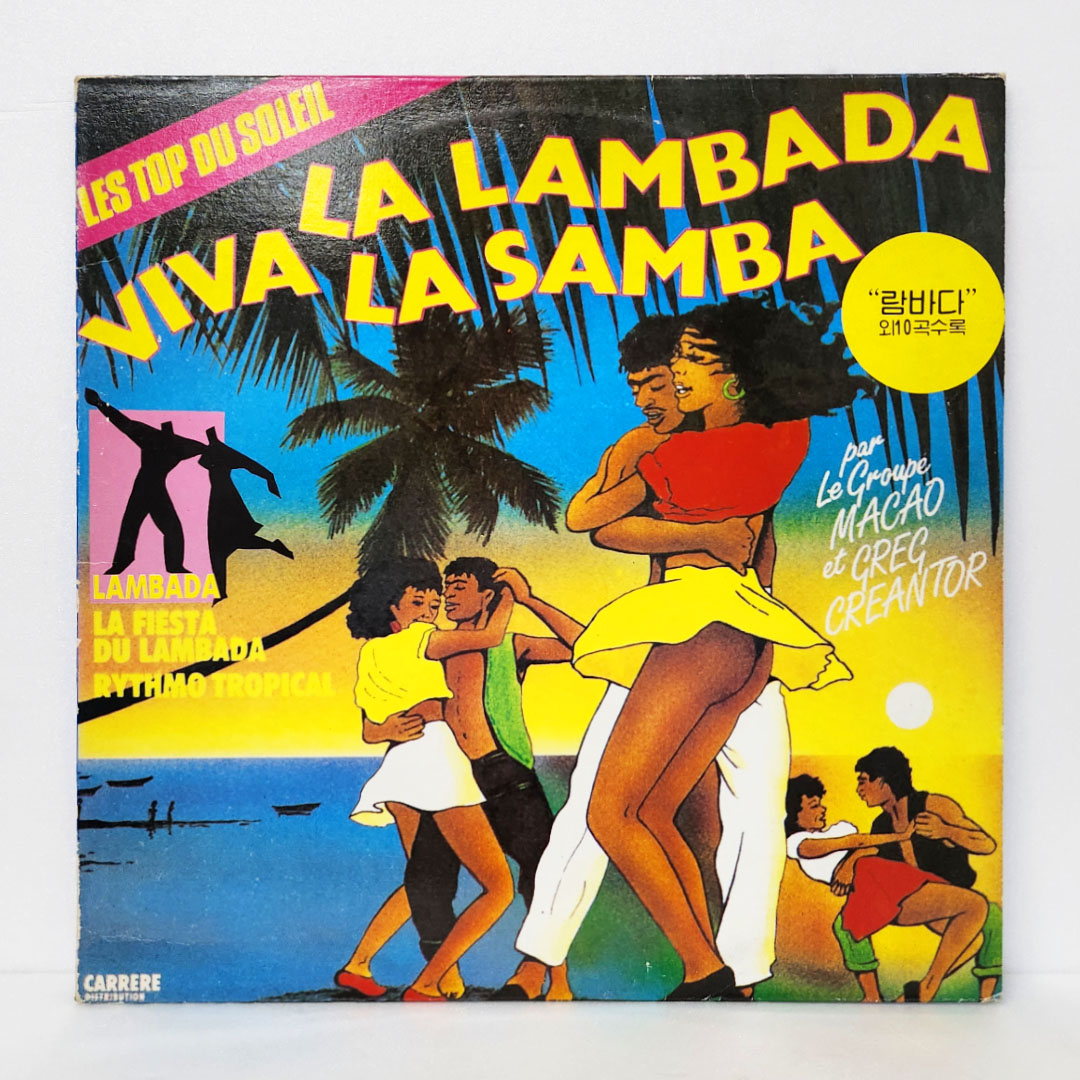 LES TOP DU SOLEIL
VIVA LA LAMBADA
LA SAMBA
“람바다”
외10곡수록
par
Le Groupe
MACAO
et GREG
CREANTOR
LAMBADA
LA FIESTA
DU LAMBADA
RYTHMO TROPICAL
CARRERE
DISTRIBUTION